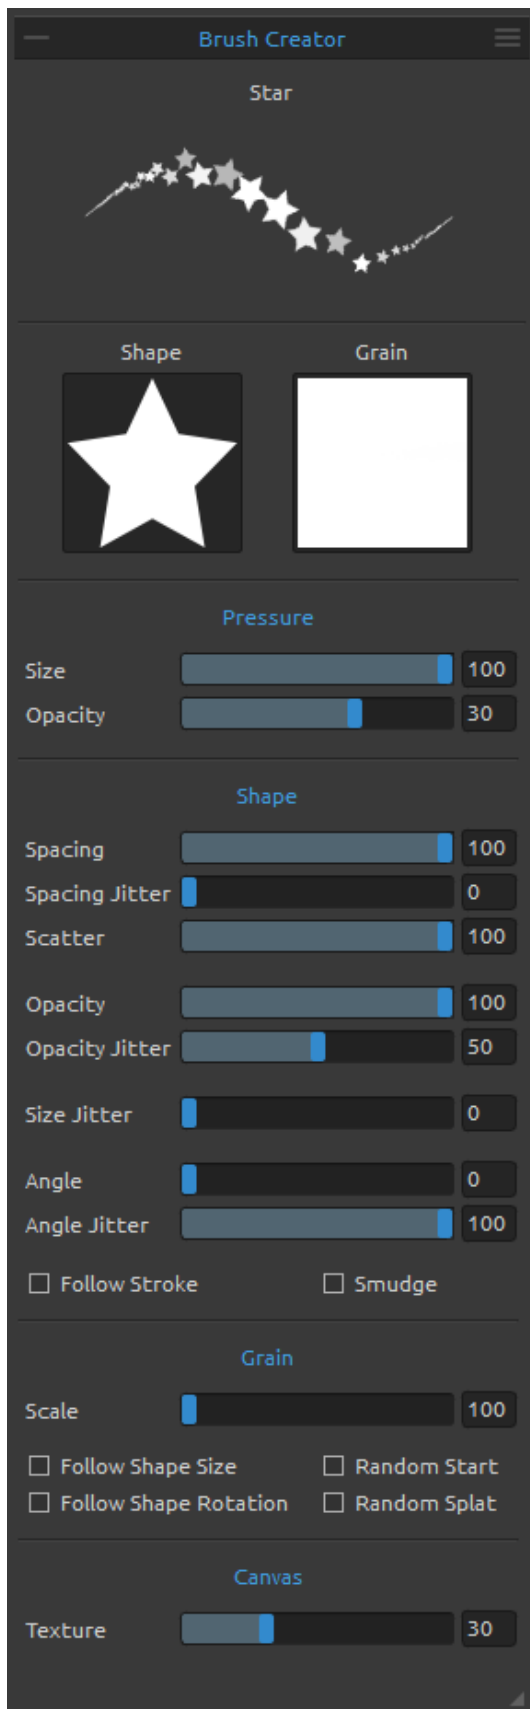 Brush Creator
Star
Shape Grain
Pressure
Size 100
Opacity 30
Shape
Spacing 100
Spacing Jitter 0
Scatter 100
Opacity 100
Opacity Jitter 50
Size Jitter 0
Angle 0
Angle Jitter 100
Follow Stroke Smudge
Grain
Scale 100
Follow Shape Size Random Start
Follow Shape Rotation Random Splat
Canvas
Texture 30